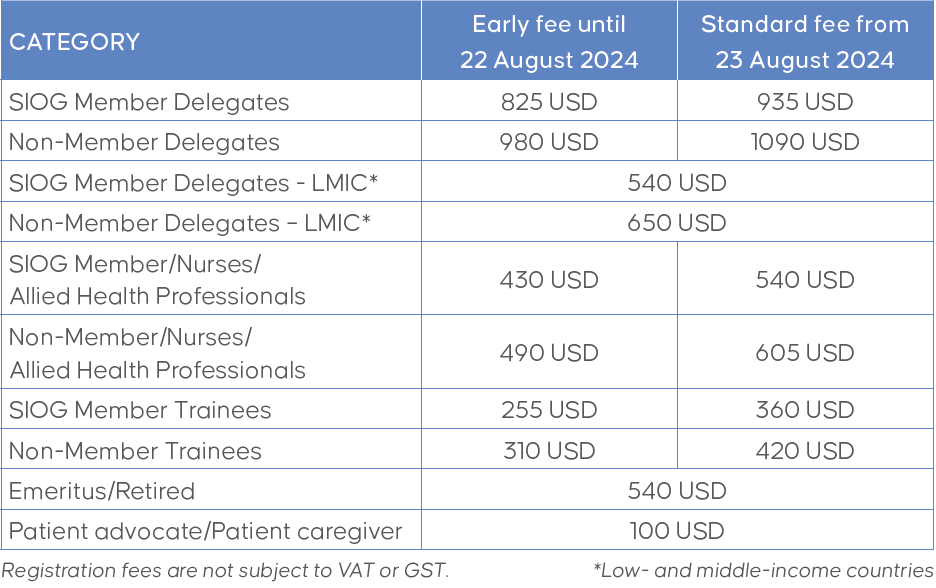 CATEGORY
Early fee until
22 August 2024
Standard fee from
23 August 2024
SIOG Member Delegates
825 USD
935 USD
Non-Member Delegates
980 USD
1090 USD
SIOG Member Delegates - LMIC*
540 USD
Non-Member Delegates – LMIC*
650 USD
SIOG Member/Nurses/
Allied Health Professionals
430 USD
540 USD
Non-Member/Nurses/
Allied Health Professionals
490 USD
605 USD
SIOG Member Trainees
255 USD
360 USD
Non-Member Trainees
310 USD
420 USD
Emeritus/Retired
540 USD
Patient advocate/Patient caregiver
100 USD
Registration fees are not subject to VAT or GST.
*Low- and middle-income countries